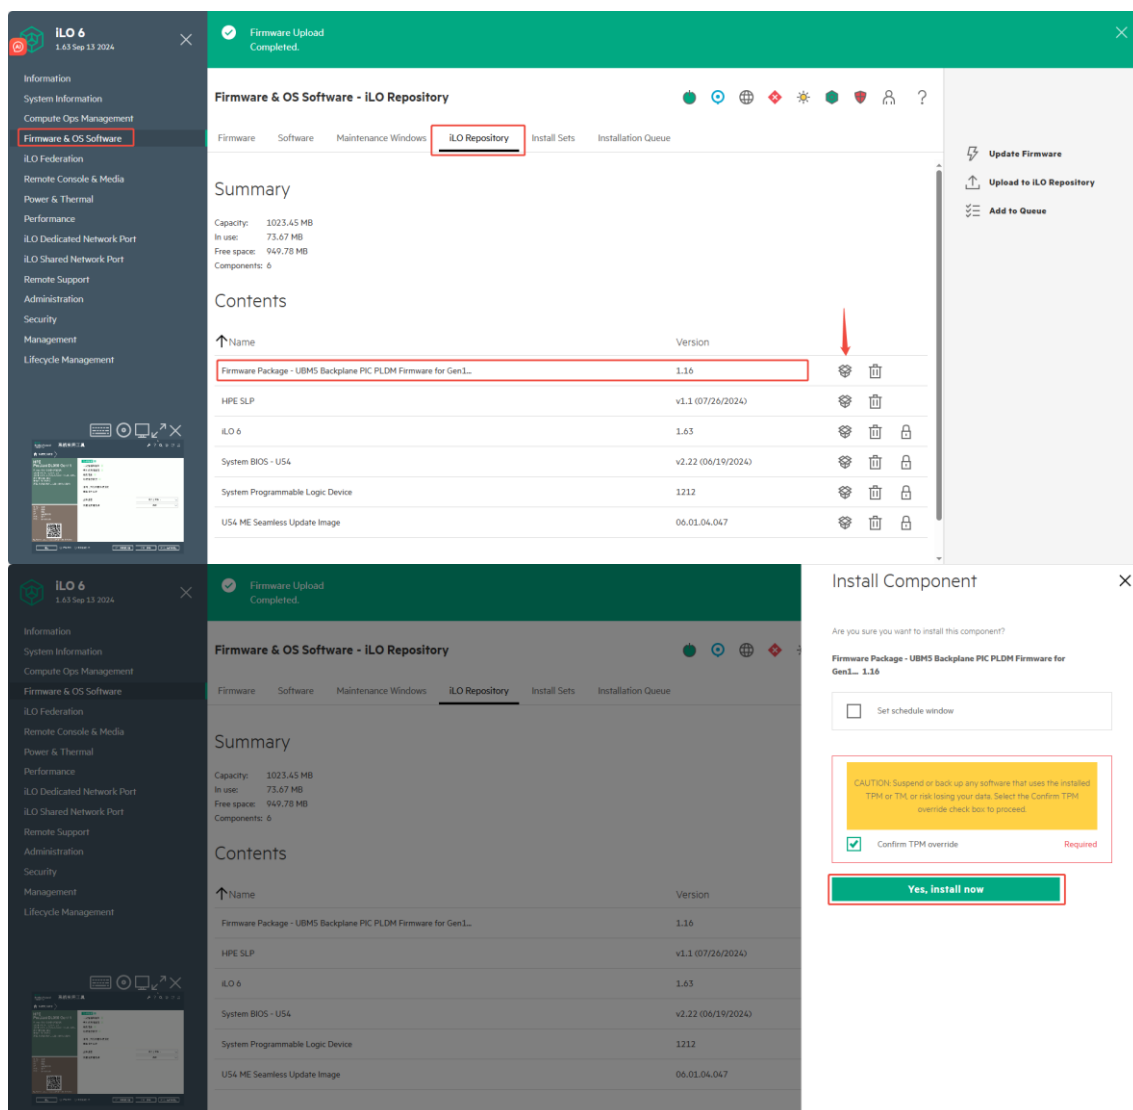 iLO 6
1.63 Sep 13 2024
Firmware Upload
Completed.
Information
System Information
Compute Ops Management
Firmware & OS Software
iLO Federation
Remote Console & Media
Power & Thermal
Performance
iLO Dedicated Network Port
iLO Shared Network Port
Remote Support
Administration
Security
Management
Lifecycle Management
Firmware & OS Software - iLO Repository
Firmware Software Maintenance Windows iLO Repository Install Sets Installation Queue
Summary
Capacity: 1023.45 MB
In use: 73.67 MB
Free space: 949.78 MB
Components: 6
Contents
Name Version
Firmware Package - UBM5 Backplane PIC PLDM Firmware for Gen1... 1.16
HPE SLP v1.1 (07/26/2024)
iLO 6 1.63
System BIOS - U54 v2.22 (06/19/2024)
System Programmable Logic Device 1212
U54 ME Seamless Update Image 06.01.04.047
Update Firmware
Upload to iLO Repository
Add to Queue
iLO 6
1.63 Sep 13 2024
Firmware Upload
Completed.
Information
System Information
Compute Ops Management
Firmware & OS Software
iLO Federation
Remote Console & Media
Power & Thermal
Performance
iLO Dedicated Network Port
iLO Shared Network Port
Remote Support
Administration
Security
Management
Lifecycle Management
Firmware & OS Software - iLO Repository
Firmware Software Maintenance Windows iLO Repository Install Sets Installation Queue
Summary
Capacity: 1023.45 MB
In use: 73.67 MB
Free space: 949.78 MB
Components: 6
Contents
Name Version
Firmware Package - UBM5 Backplane PIC PLDM Firmware for Gen1... 1.16
HPE SLP v1.1 (07/26/2024)
iLO 6 1.63
System BIOS - U54 v2.22 (06/19/2024)
System Programmable Logic Device 1212
U54 ME Seamless Update Image 06.01.04.047
Install Component
Are you sure you want to install this component?
Firmware Package - UBM5 Backplane PIC PLDM Firmware for
Gen1... 1.16
Set schedule window
CAUTION: Suspend or back up any software that uses the installed
TPM or TM, or risk losing your data. Select the Confirm TPM
override check box to proceed.
Confirm TPM override Required
Yes, install now